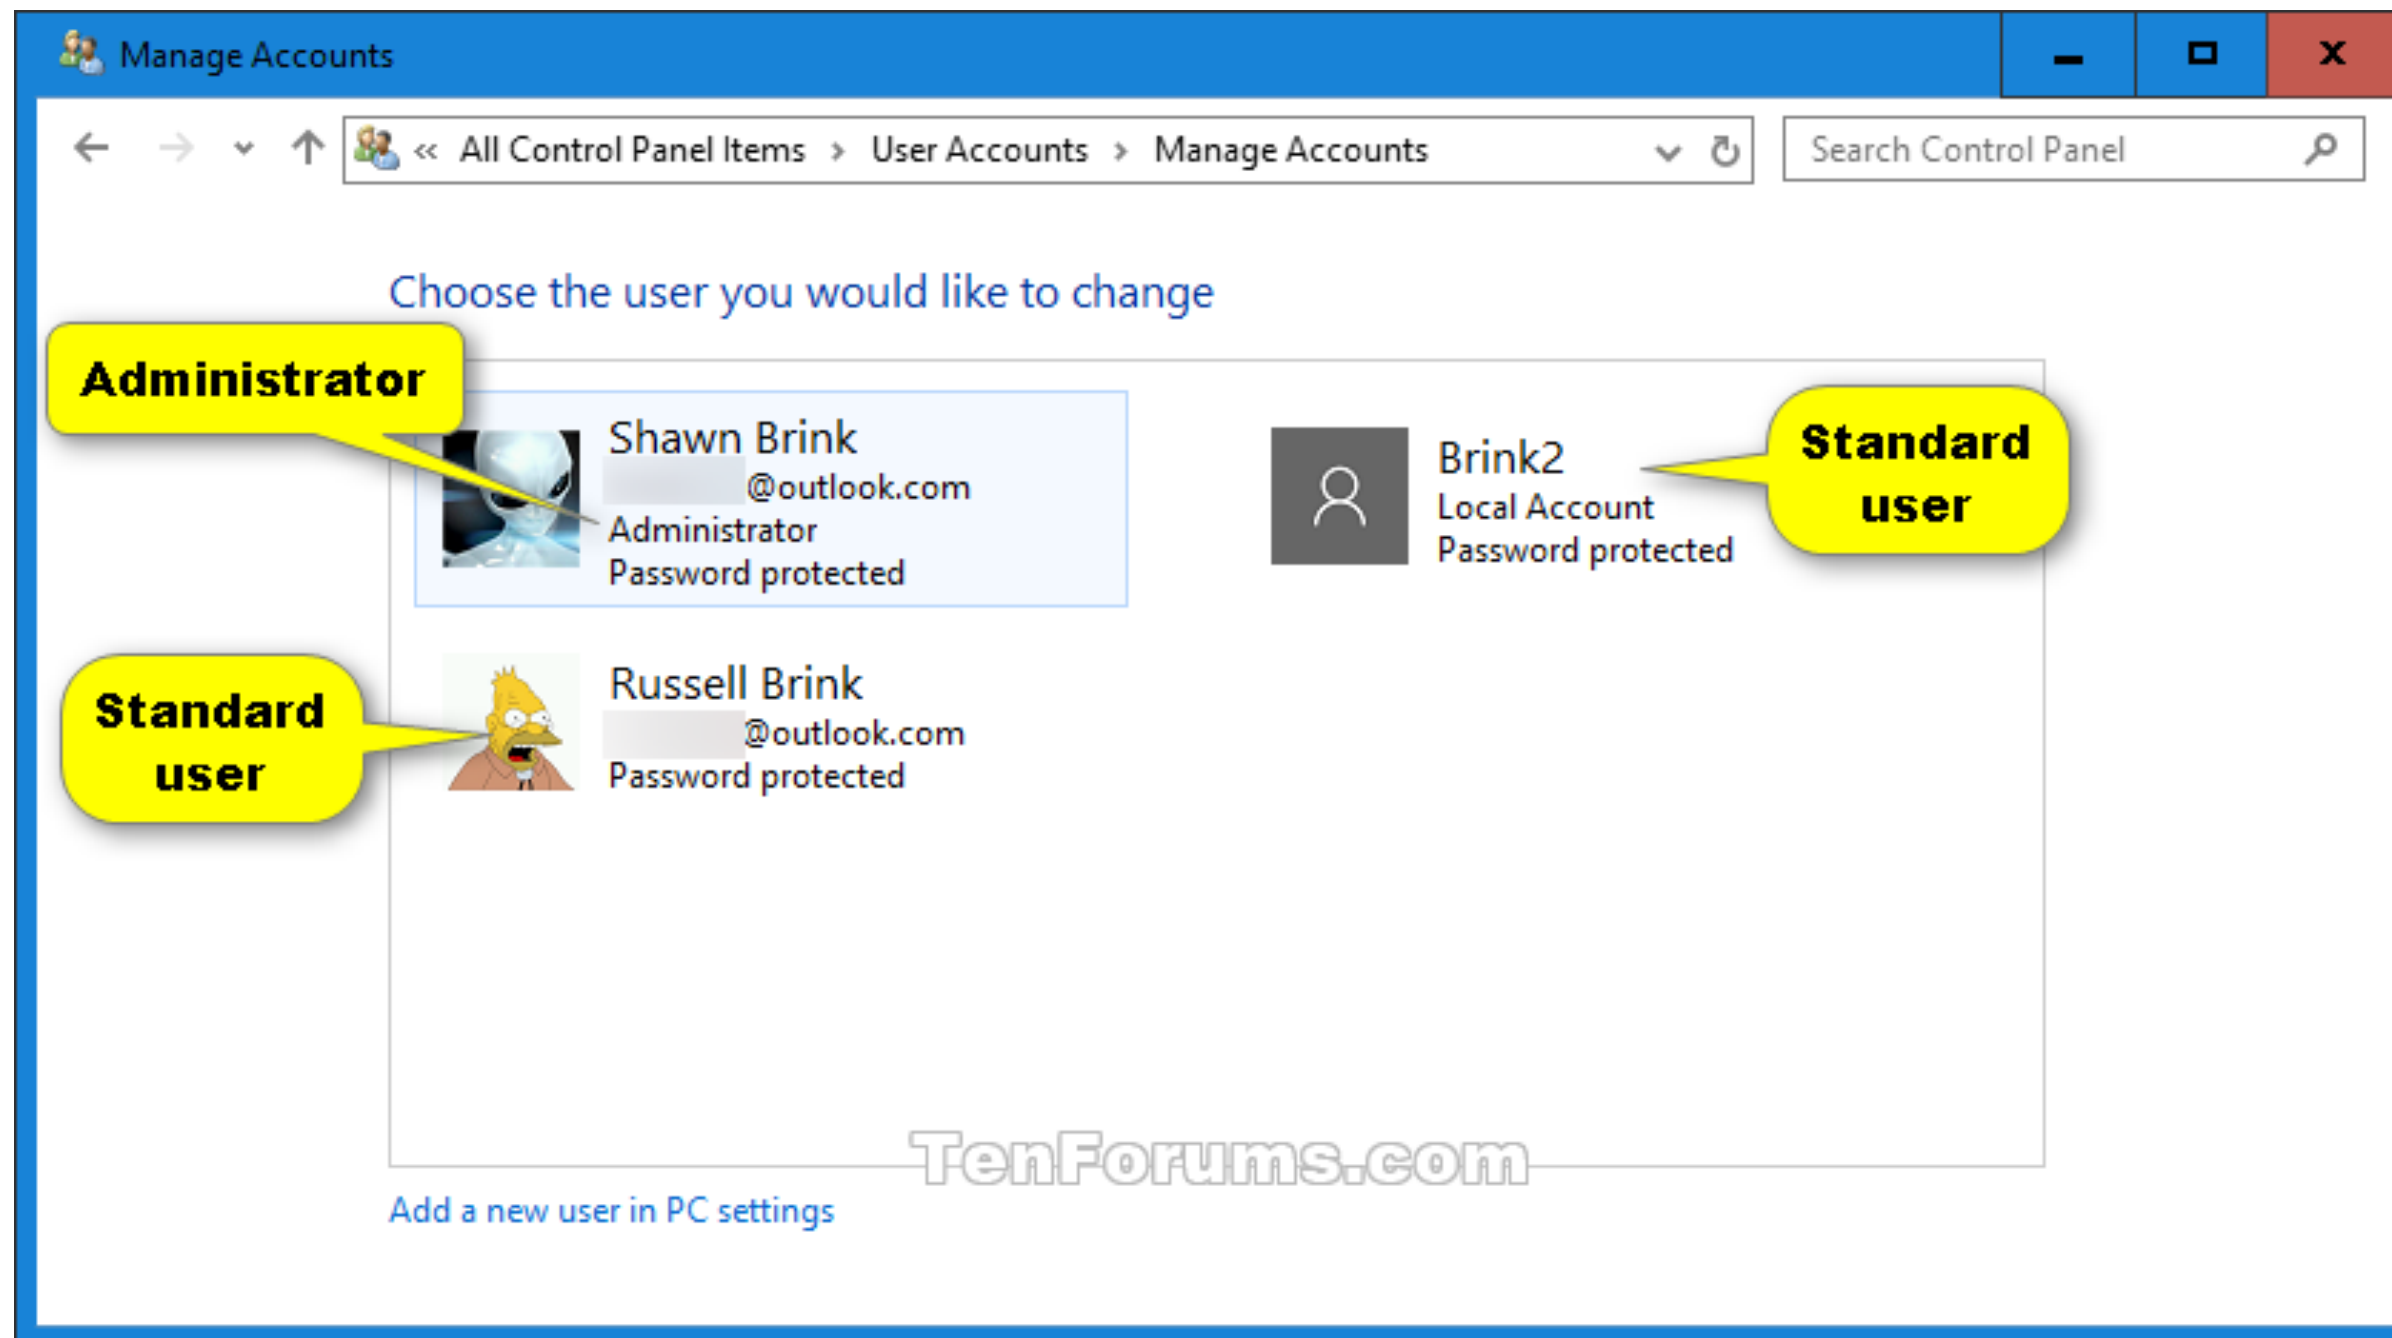 Manage Accounts
« All Control Panel Items > User Accounts > Manage Accounts
Search Control Panel
Choose the user you would like to change
Administrator
Shawn Brink
@outlook.com
Administrator
Password protected
Brink2
Local Account
Password protected
Standard
user
Standard
user
Russell Brink
@outlook.com
Password protected
TenForums.com
Add a new user in PC settings